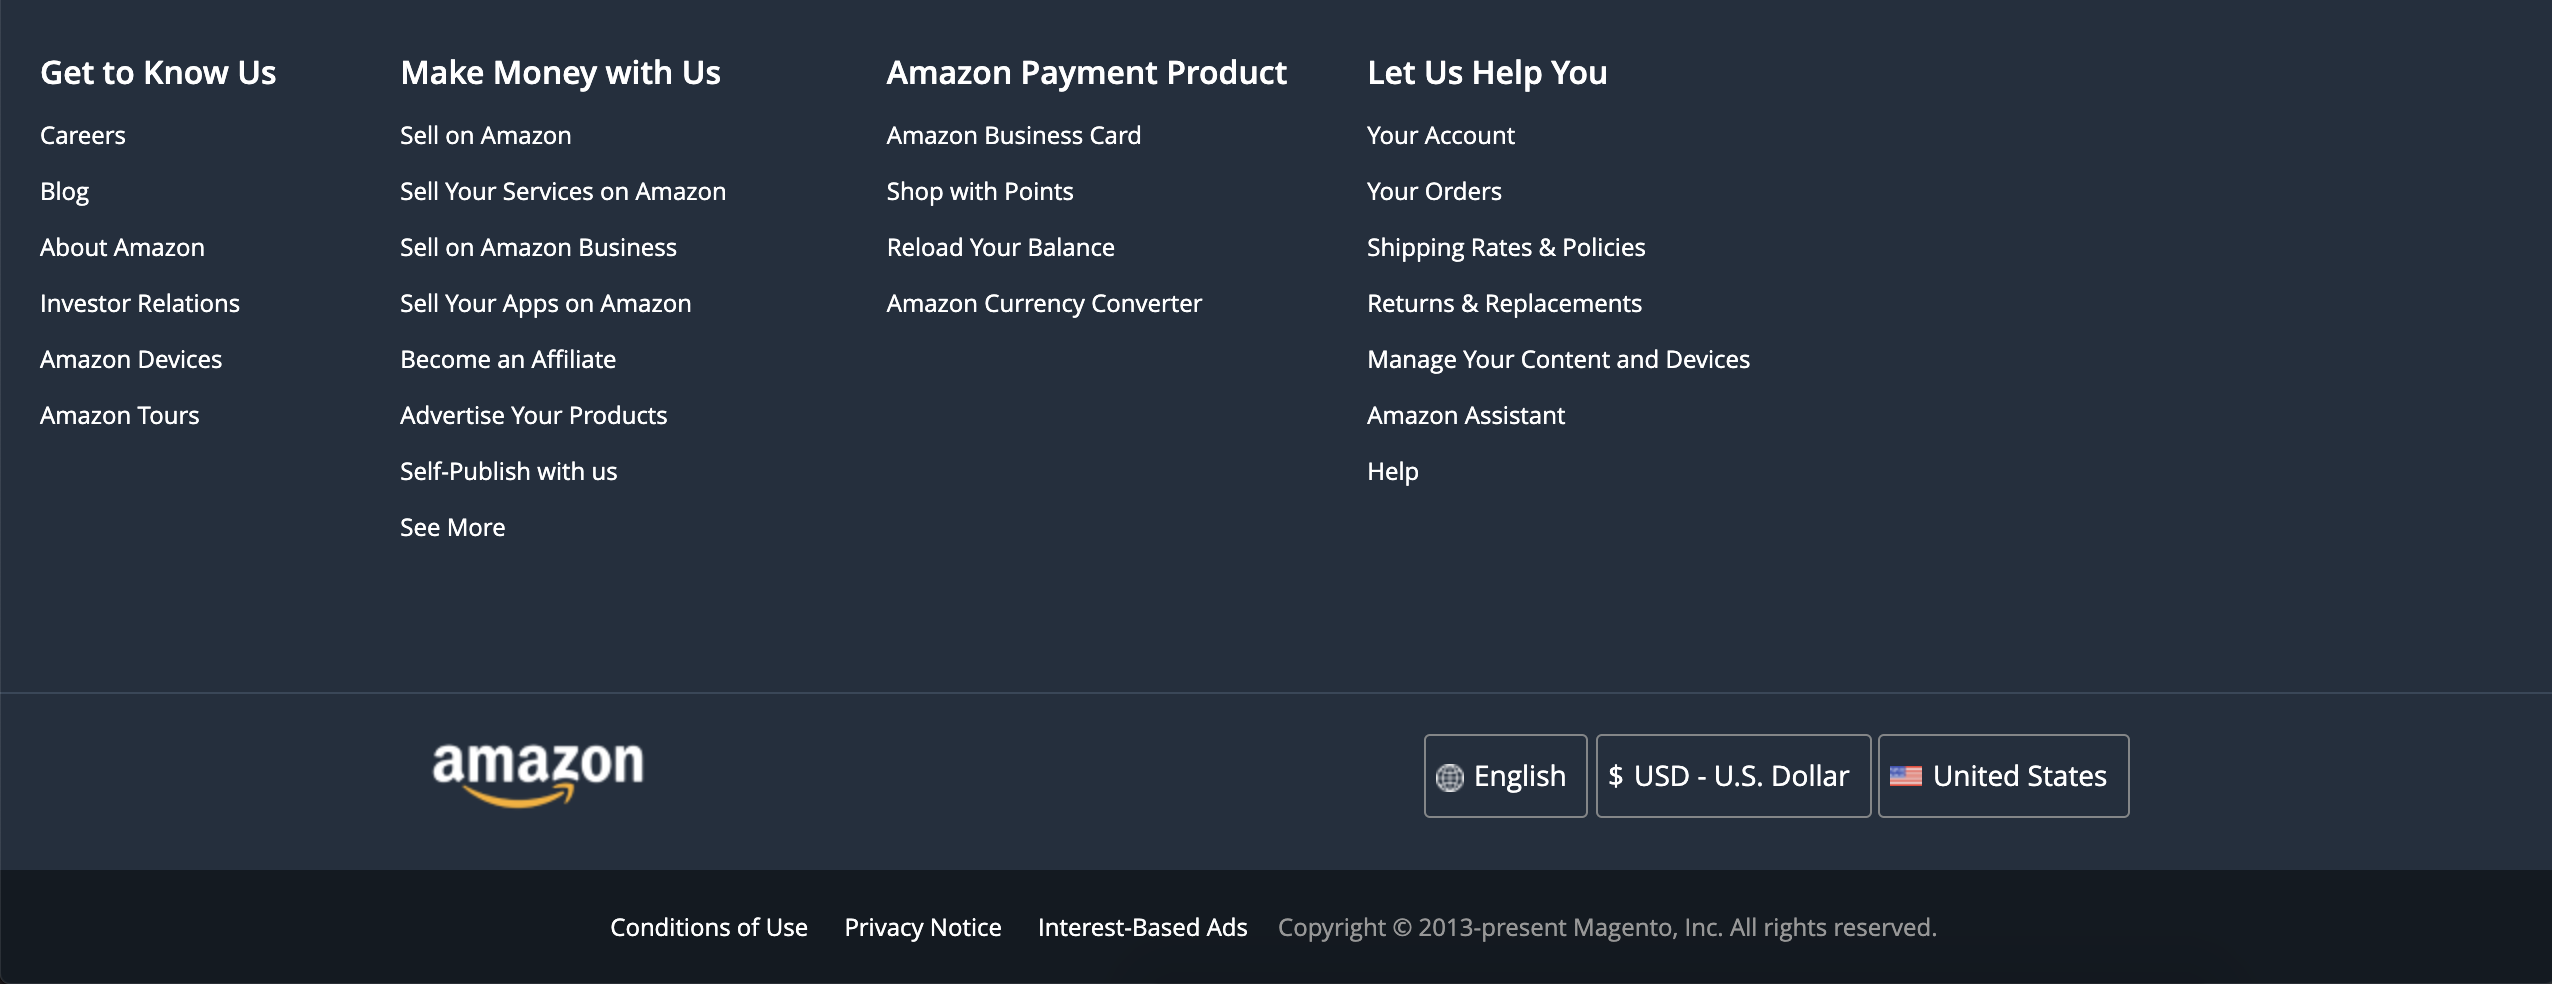 Get to Know Us
Careers
Blog
About Amazon
Investor Relations
Amazon Devices
Amazon Tours
Make Money with Us
Sell on Amazon
Sell Your Services on Amazon
Sell on Amazon Business
Sell Your Apps on Amazon
Become an Affiliate
Advertise Your Products
Self-Publish with us
See More
Amazon Payment Product
Amazon Business Card
Shop with Points
Reload Your Balance
Amazon Currency Converter
Let Us Help You
Your Account
Your Orders
Shipping Rates & Policies
Returns & Replacements
Manage Your Content and Devices
Amazon Assistant
Help
amazon
English
$ USD - U.S. Dollar
United States
Conditions of Use Privacy Notice Interest-Based Ads Copyright © 2013-present Magento, Inc. All rights reserved.